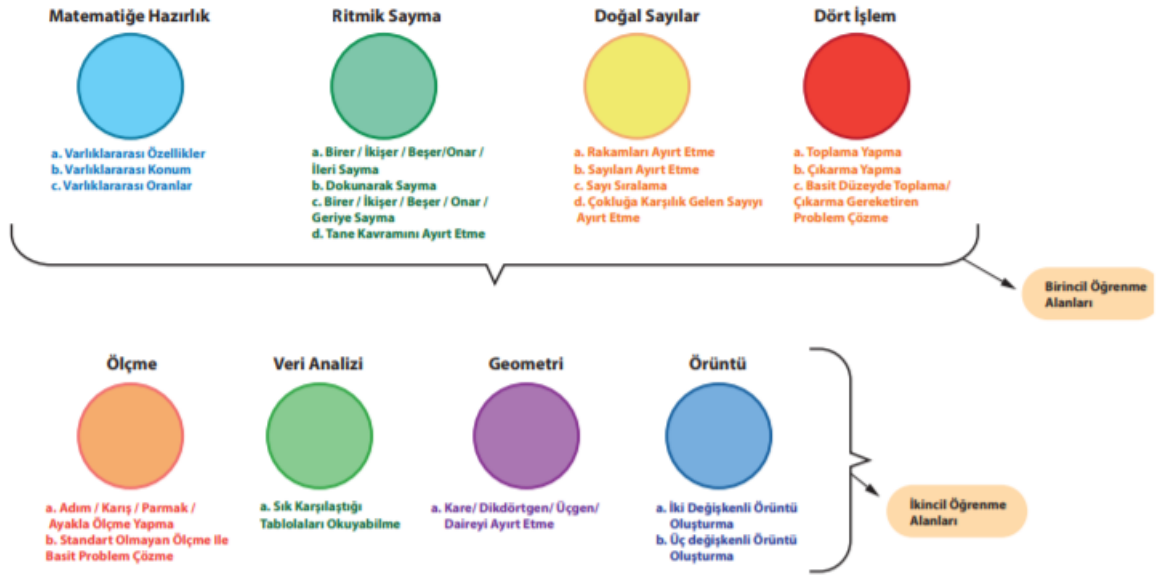 Matematiğe Hazırlık
a. Varlıklararası Özellikler
b. Varlıklararası Konum
c. Varlıklararası Oranlar
Ritmik Sayma
a. Birer / İkişer / Beşer/Onar /
İleri Sayma
b. Dokunarak Sayma
c. Birer / İkişer / Beşer / Onar /
Geriye Sayma
d. Tane Kavramını Ayırt Etme
Doğal Sayılar
a. Rakamları Ayırt Etme
b. Sayıları Ayırt Etme
c. Sayı Sıralama
d. Çokluğa Karşılık Gelen Sayıyı
Ayırt Etme
Dört İşlem
a. Toplama Yapma
b. Çıkarma Yapma
c. Basit Düzeyde Toplama/
Çıkarma Gereketiren
Problem Çözme
Birincil Öğrenme
Alanları
Ölçme
a. Adım / Karış / Parmak /
Ayakla Ölçme Yapma
b. Standart Olmayan Ölçme Ile
Basit Problem Çözme
Veri Analizi
a. Sık Karşılaştığı
Tablolaları Okuyabilme
Geometri
a. Kare/ Dikdörtgen/ Üçgen/
Daireyi Ayırt Etme
Örüntü
a. İki Değişkenli Örüntü
Oluşturma
b. Üç değişkenli Örüntü
Oluşturma
İkincil Öğrenme
Alanları